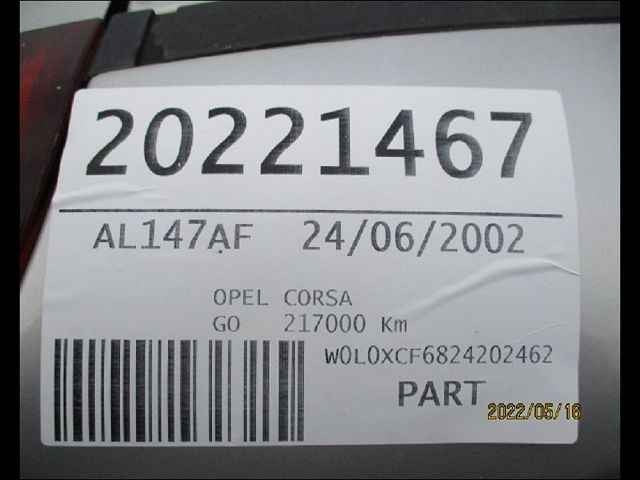 20221467
AL147AF 24/06/2002
OPEL CORSA
GO 217000 Km
W0L0XCF6824202462
PART
2022/05/16